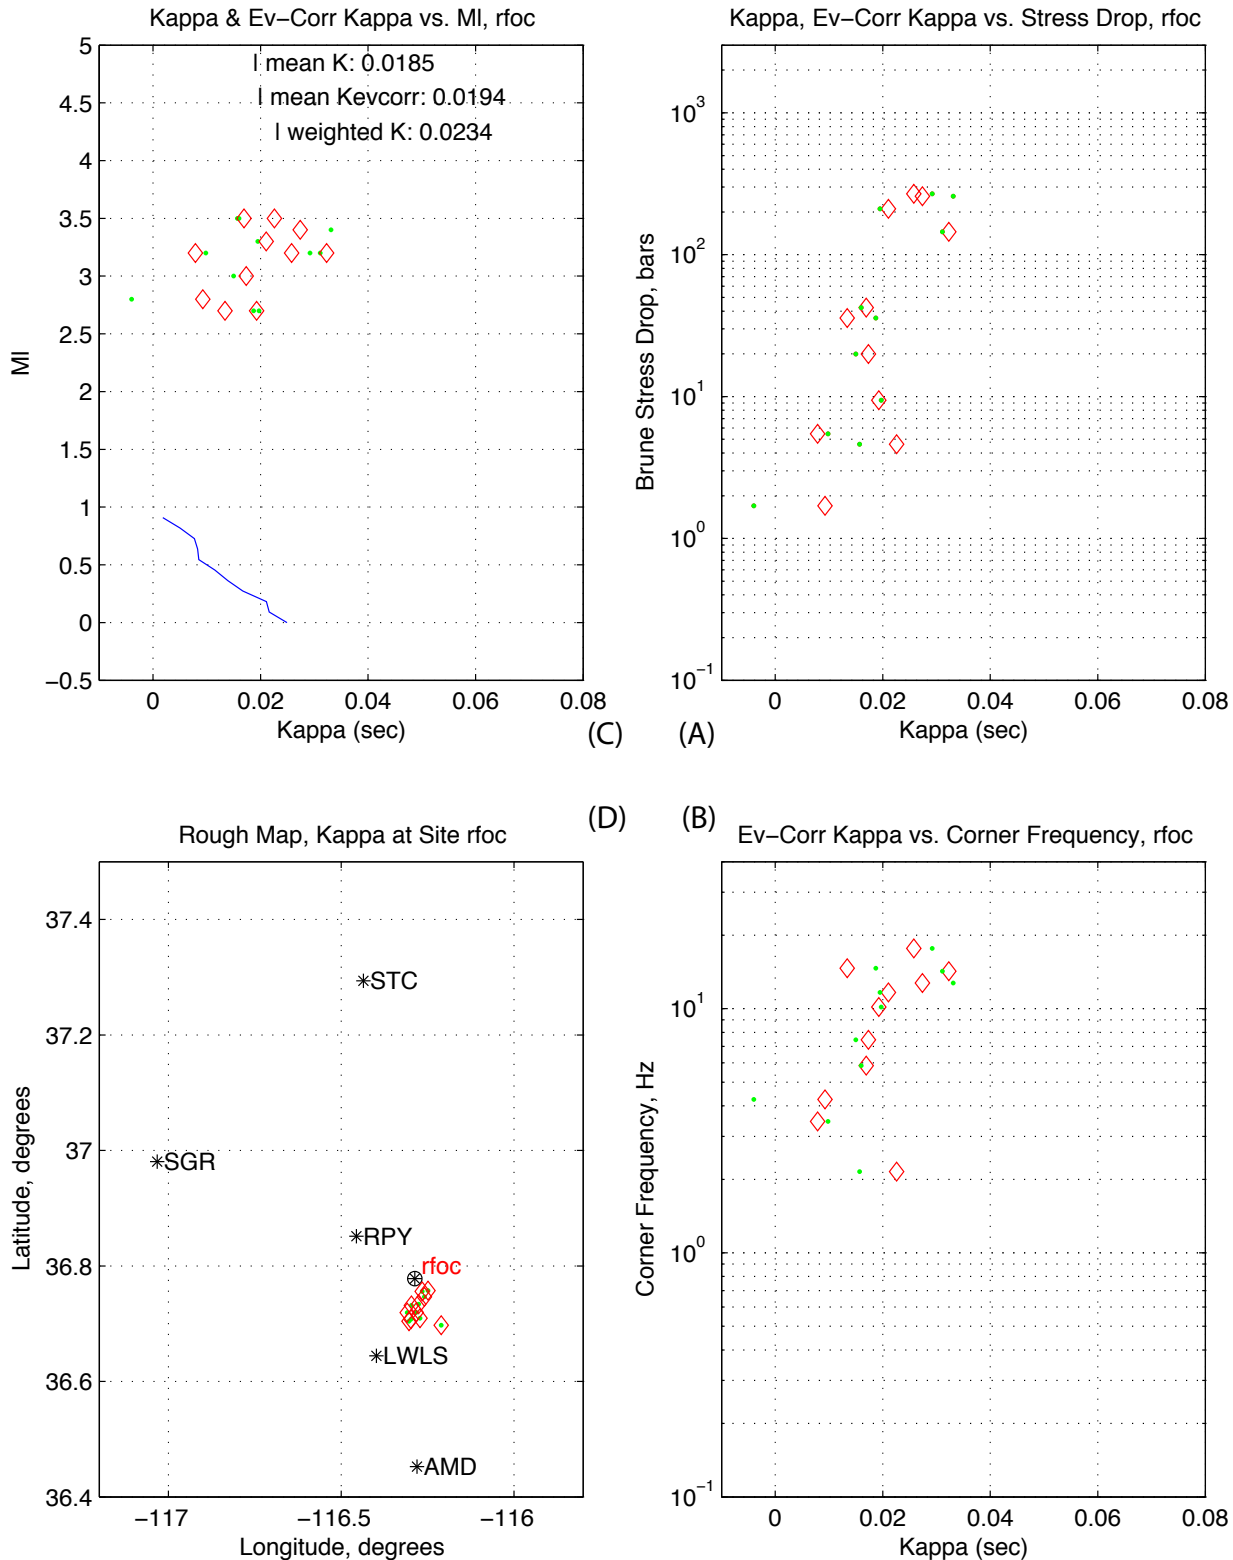 Kappa & Ev−Corr Kappa vs. Ml, rfoc
l mean K: 0.0185
l mean Kevcorr: 0.0194
l weighted K: 0.0234
5
4.5
4
3.5
3
2.5
2
1.5
1
0.5
0
−0.5
Ml
0 0.02 0.04 0.06 0.08
Kappa (sec)
(C)
Kappa, Ev−Corr Kappa vs. Stress Drop, rfoc
10^3
10^2
10^1
10^0
10^−1
Brune Stress Drop, bars
0 0.02 0.04 0.06 0.08
Kappa (sec)
(A)
Rough Map, Kappa at Site rfoc
(D)
37.4
37.2
37
36.8
36.6
36.4
Latitude, degrees
STC
SGR
RPY
rfoc
LWLS
AMD
−117 −116.5 −116
Longitude, degrees
(B)
Ev−Corr Kappa vs. Corner Frequency, rfoc
10^1
10^0
10^−1
Corner Frequency, Hz
0 0.02 0.04 0.06 0.08
Kappa (sec)